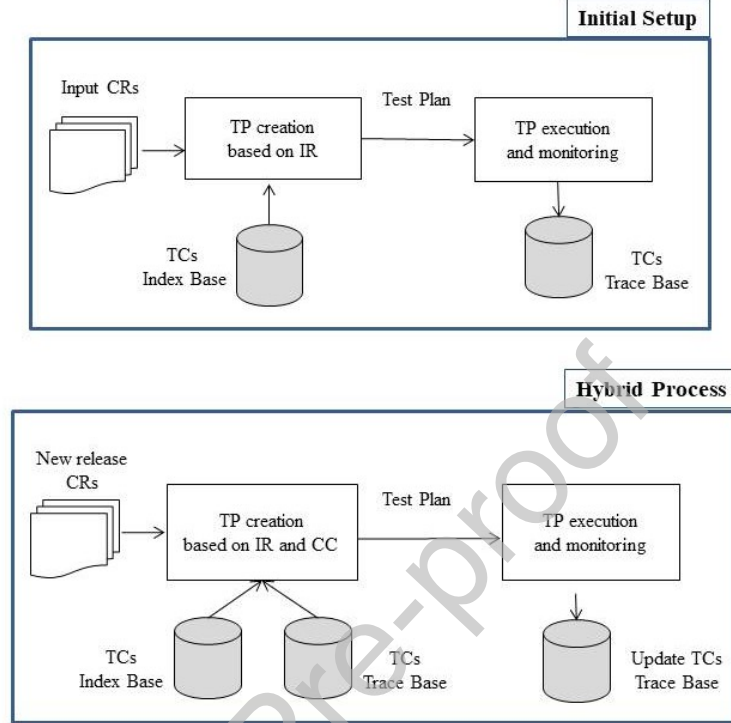 Initial Setup
Input CRs
Test Plan
TP creation
based on IR
TP execution
and monitoring
TCs
Index Base
TCs
Trace Base
Hybrid Process
New release
CRs
Test Plan
TP creation
based on IR and CC
TP execution
and monitoring
TCs
Index Base
TCs
Trace Base
Update TCs
Trace Base
Pre-proof